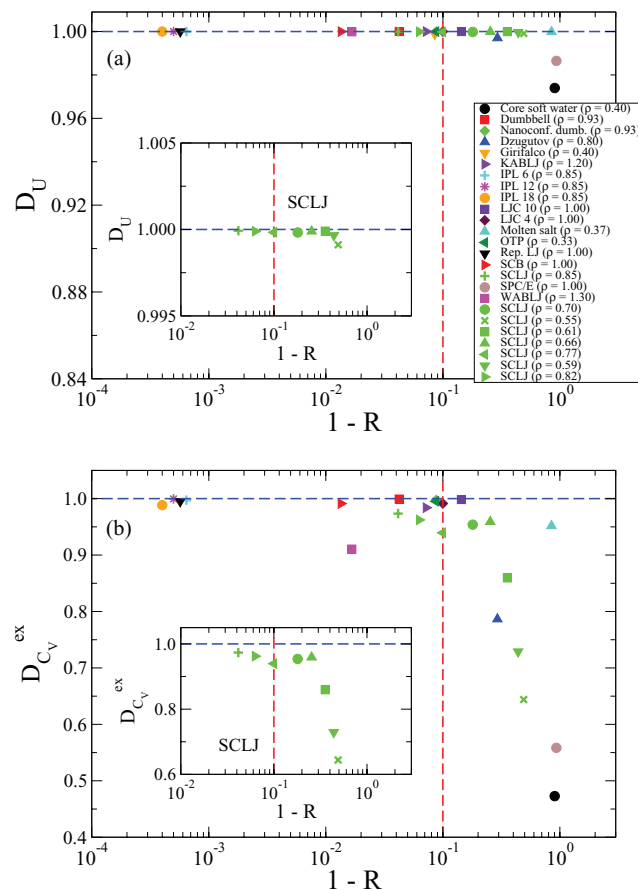 1.00
(a)
0.96
D_U
0.92
0.88
0.84
1.005
SCLJ
D_U
1.000
0.995
10^-2 10^-1 10^0
1 - R
Core soft water (ρ = 0.40)
Dumbbell (ρ = 0.93)
Nanoconf. dumb. (ρ = 0.93)
Dzugutov (ρ = 0.80)
Girifalco (ρ = 0.40)
KABLJ (ρ = 1.20)
IPL 6 (ρ = 0.85)
IPL 12 (ρ = 0.85)
IPL 18 (ρ = 0.85)
LJC 10 (ρ = 1.00)
LJC 4 (ρ = 1.00)
Molten salt (ρ = 0.37)
OTP (ρ = 0.33)
Rep. LJ (ρ = 1.00)
SCB (ρ = 1.00)
SCLJ (ρ = 0.85)
SPC/E (ρ = 1.00)
WABLJ (ρ = 1.30)
SCLJ (ρ = 0.70)
SCLJ (ρ = 0.55)
SCLJ (ρ = 0.61)
SCLJ (ρ = 0.66)
SCLJ (ρ = 0.77)
SCLJ (ρ = 0.59)
SCLJ (ρ = 0.82)
10^-4 10^-3 10^-2 10^-1 10^0
1 - R
1.0
(b)
0.9
0.8
D_C_V^ex
0.7
0.6
0.5
0.4
1.0
D_C_V^ex
0.8
SCLJ
0.6
10^-2 10^-1 10^0
1 - R
10^-4 10^-3 10^-2 10^-1 10^0
1 - R